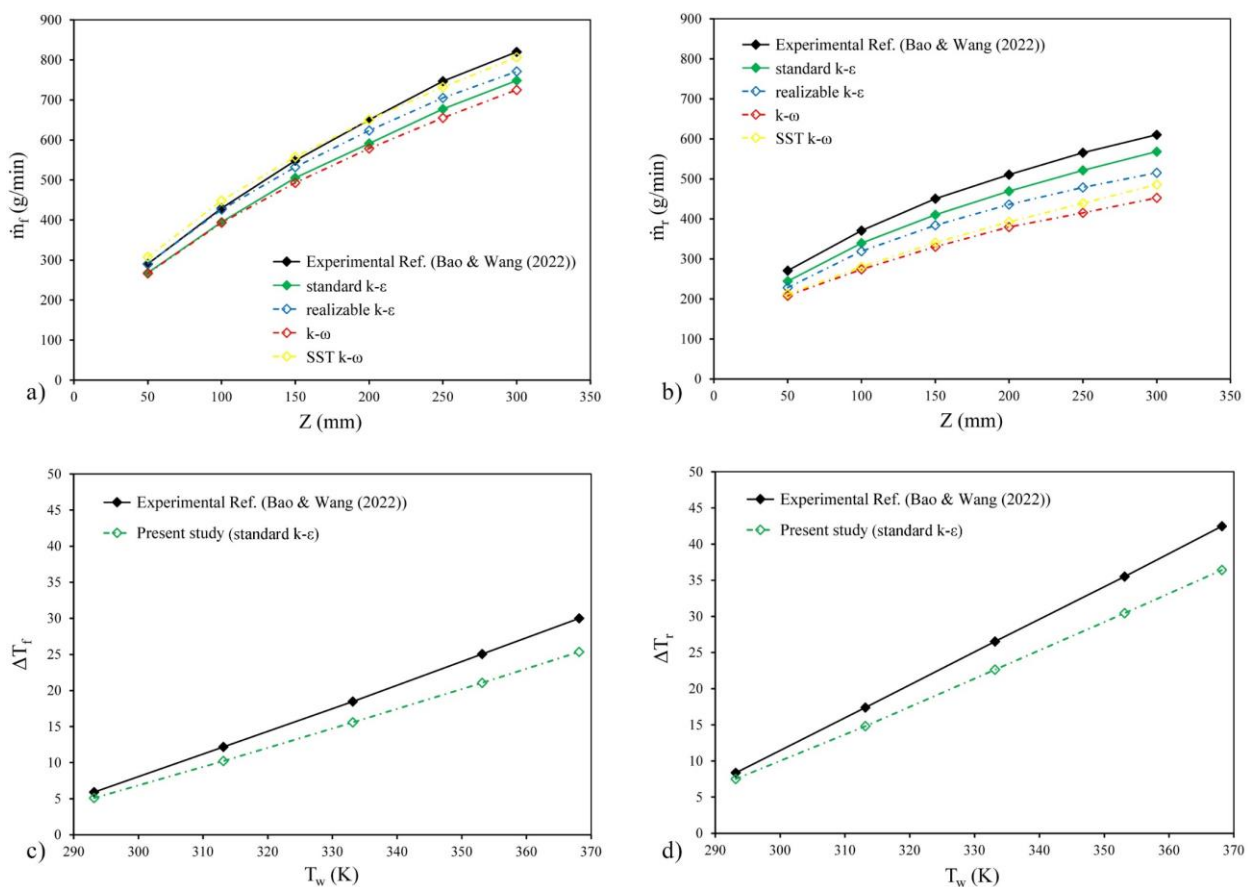 900
800
700
600
500
400
300
200
100
0
ṁf (g/min)
Experimental Ref. (Bao & Wang (2022))
standard k-ε
realizable k-ε
k-ω
SST k-ω
0 50 100 150 200 250 300 350
Z (mm)
a)
900
800
700
600
500
400
300
200
100
0
ṁr (g/min)
Experimental Ref. (Bao & Wang (2022))
standard k-ε
realizable k-ε
k-ω
SST k-ω
0 50 100 150 200 250 300 350
Z (mm)
b)
50
45
40
35
30
25
20
15
10
5
0
ΔTf
Experimental Ref. (Bao & Wang (2022))
Present study (standard k-ε)
290 300 310 320 330 340 350 360 370
Tw (K)
c)
50
45
40
35
30
25
20
15
10
5
0
ΔTr
Experimental Ref. (Bao & Wang (2022))
Present study (standard k-ε)
290 300 310 320 330 340 350 360 370
Tw (K)
d)